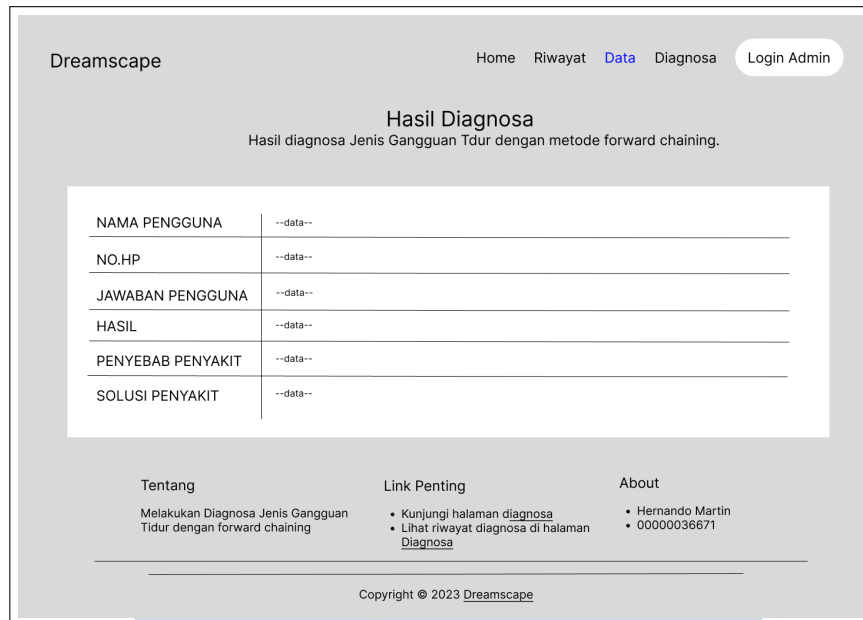 Dreamscape
Home Riwayat Data Diagnosa Login Admin
Hasil Diagnosa
Hasil diagnosa Jenis Gangguan Tdur dengan metode forward chaining.
NAMA PENGGUNA --data--
NO.HP --data--
JAWABAN PENGGUNA --data--
HASIL --data--
PENYEBAB PENYAKIT --data--
SOLUSI PENYAKIT --data--
Tentang
Melakukan Diagnosa Jenis Gangguan
Tidur dengan forward chaining
Link Penting
• Kunjungi halaman diagnosa
• Lihat riwayat diagnosa di halaman
Diagnosa
About
• Hernando Martin
• 00000036671
Copyright © 2023 Dreamscape